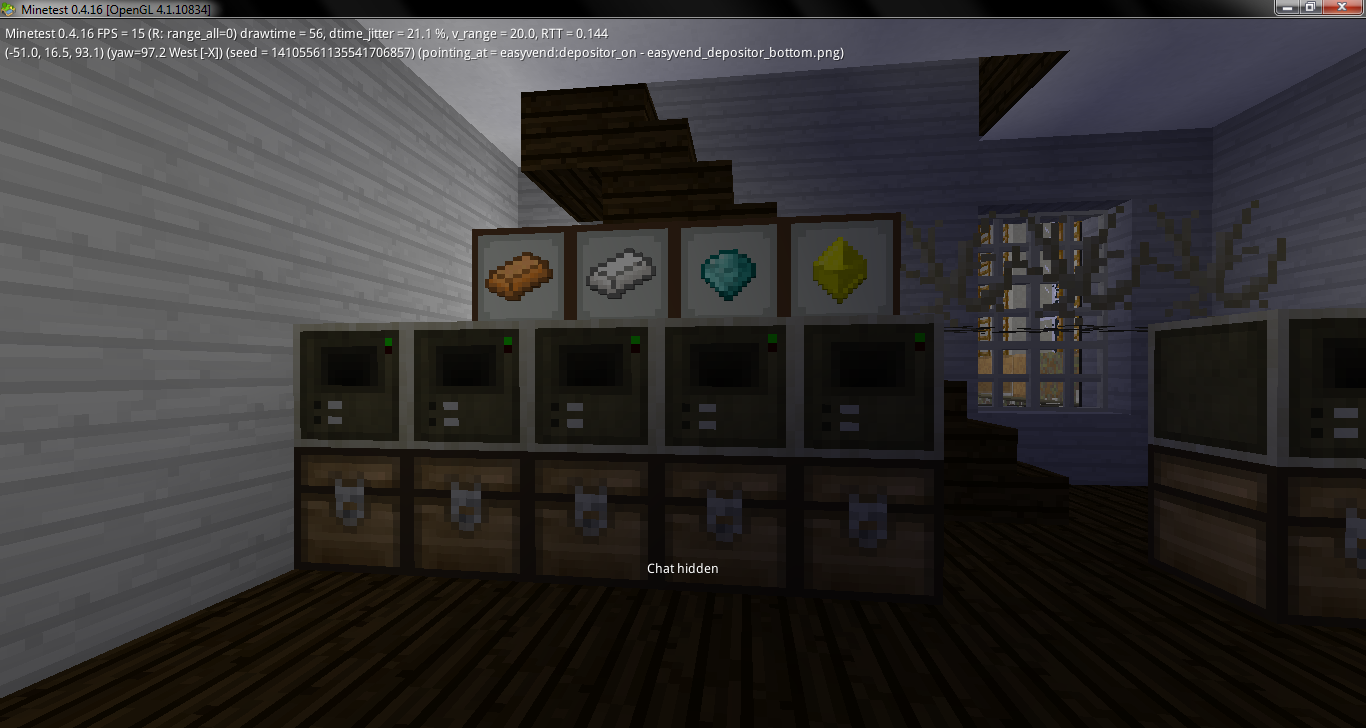 Minetest 0.4.16 [OpenGL 4.1.10834]
Minetest 0.4.16 FPS = 15 (R: range_all=0) drawtime = 56, dtime_jitter = 21.1 %, v_range = 20.0, RTT = 0.144
(-51.0, 16.5, 93.1) (yaw=97.2 West [-X]) (seed = 14105561135541706857) (pointing_at = easyvend:depositor_on - easyvend_depositor_bottom.png)
Chat hidden